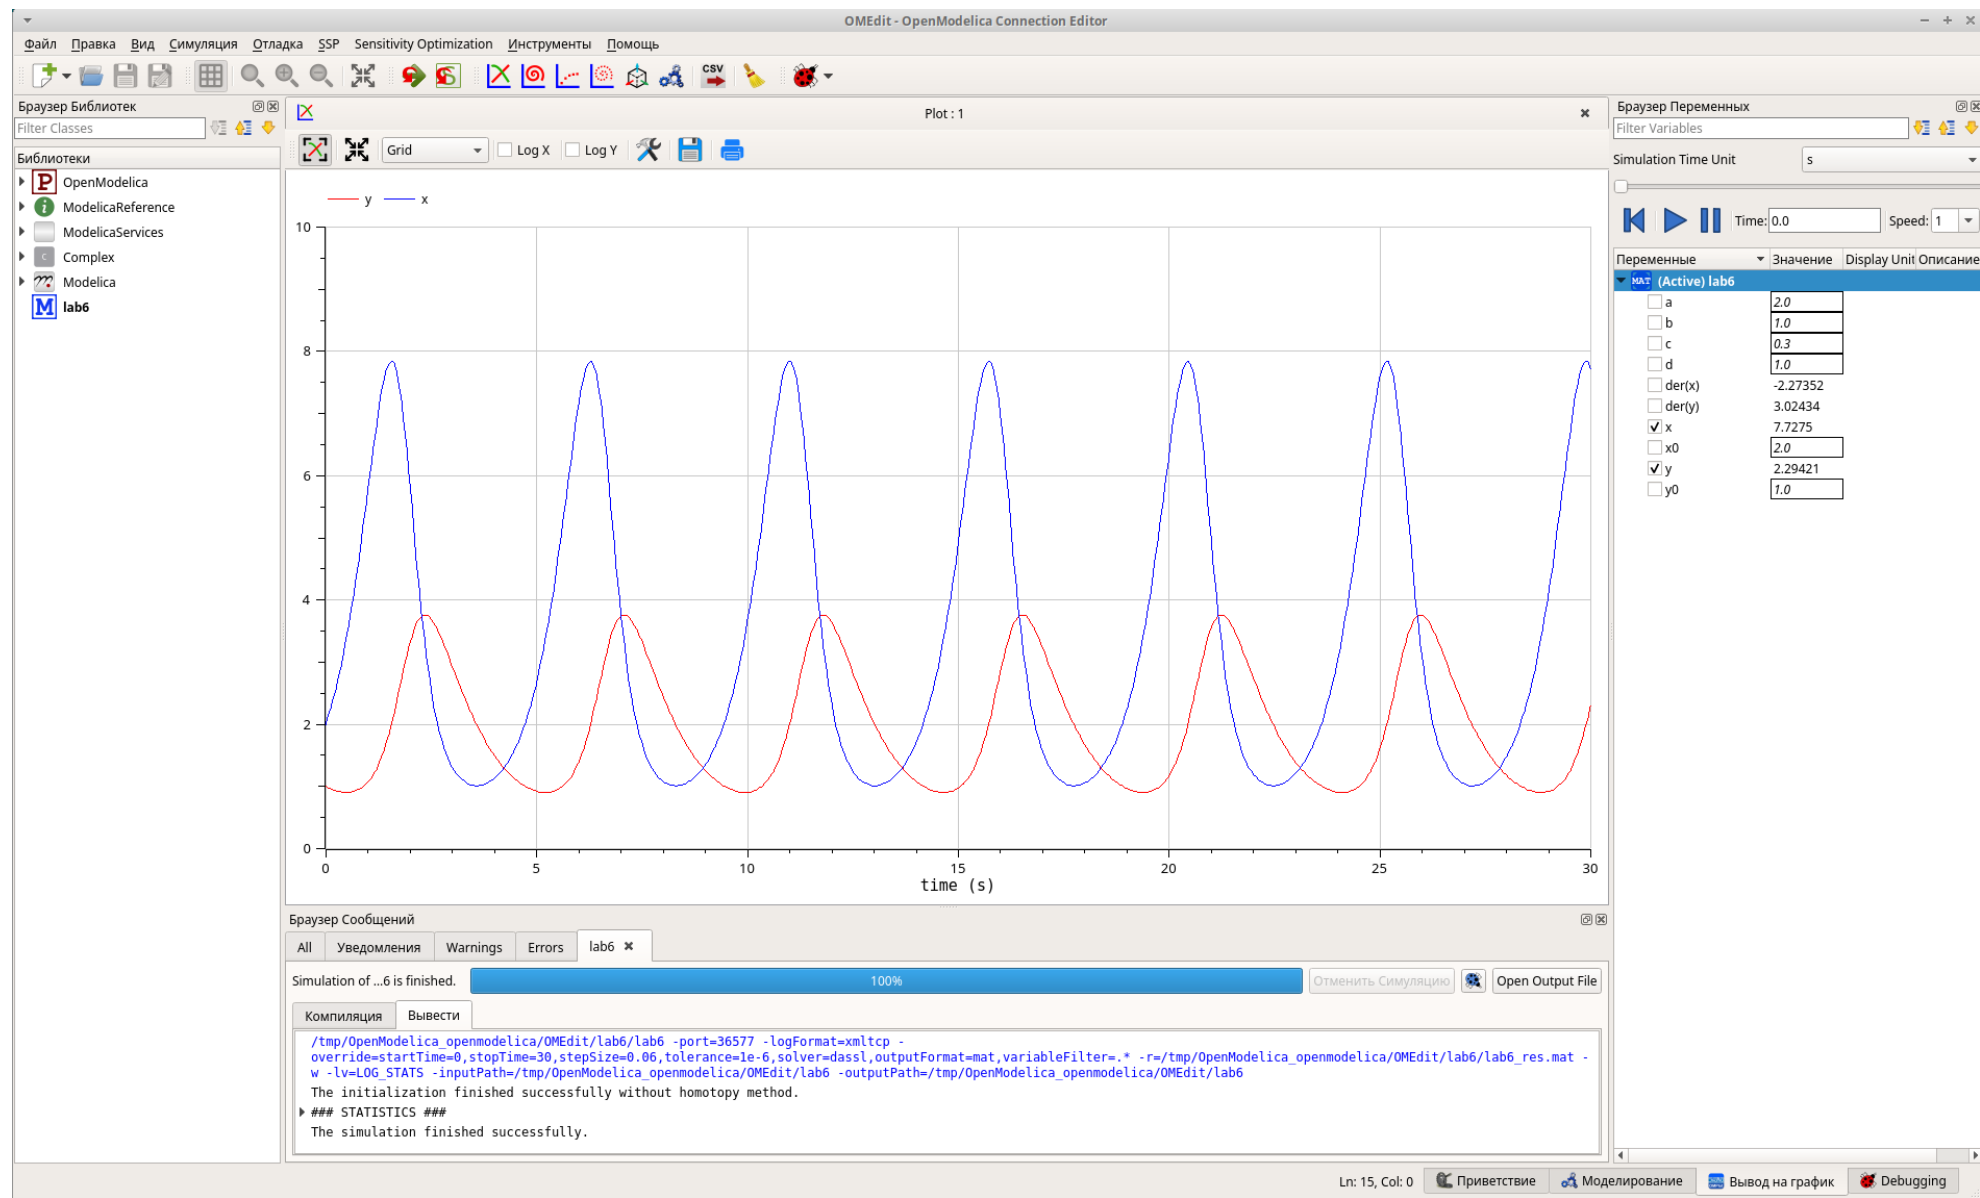 OMEdit - OpenModelica Connection Editor
Файл Правка Вид Симуляция Отладка SSP Sensitivity Optimization Инструменты Помощь
CSV
Браузер Библиотек
Filter Classes
Библиотеки
P OpenModelica
i ModelicaReference
ModelicaServices
C Complex
m Modelica
M lab6
Plot : 1
Grid Log X Log Y
y x
10
8
6
4
2
0
0 5 10 15 20 25 30
time (s)
Браузер Сообщений
All Уведомления Warnings Errors lab6
Simulation of ...6 is finished. 100% Отменить Симуляцию Open Output File
Компиляция Вывести
/tmp/OpenModelica_openmodelica/OMEdit/lab6/lab6 -port=36577 -logFormat=xmltcp -
override=startTime=0,stopTime=30,stepSize=0.06,tolerance=1e-6,solver=dassl,outputFormat=mat,variableFilter=.* -r=/tmp/OpenModelica_openmodelica/OMEdit/lab6/lab6_res.mat -
w -lv=LOG_STATS -inputPath=/tmp/OpenModelica_openmodelica/OMEdit/lab6 -outputPath=/tmp/OpenModelica_openmodelica/OMEdit/lab6
The initialization finished successfully without homotopy method.
### STATISTICS ###
The simulation finished successfully.
Браузер Переменных
Filter Variables
Simulation Time Unit s
Time: 0.0 Speed: 1
Переменные Значение Display Unit Описание
MAT (Active) lab6
a 2.0
b 1.0
c 0.3
d 1.0
der(x) -2.27352
der(y) 3.02434
x 7.7275
x0 2.0
y 2.29421
y0 1.0
Ln: 15, Col: 0 Приветствие Моделирование Вывод на график Debugging